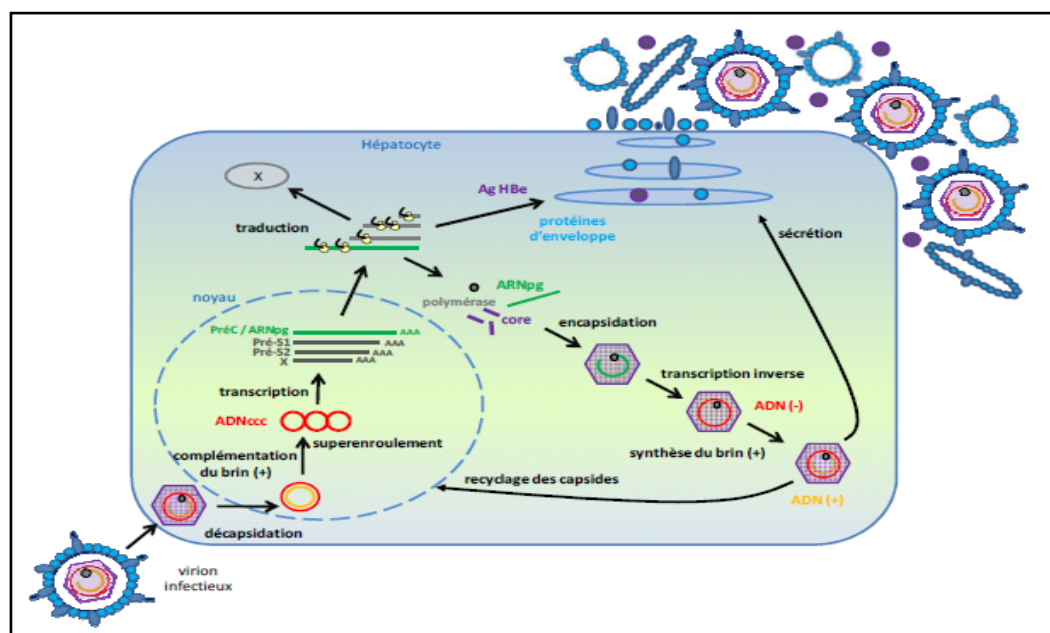 Hépatocyte
X
Ag HBe
traduction
protéines
d'enveloppe
sécrétion
noyau
ARNpg
polymérase
core
PréC / ARNpg
AAA
Pré-S1
AAA
Pré-S2
AAA
X
AAA
encapsidation
transcription
transcription inverse
ADNccc
ADN (-)
superenroulement
complémentation
du brin (+)
synthèse du brin (+)
recyclage des capsides
ADN (+)
décapsidation
virion
infectieux